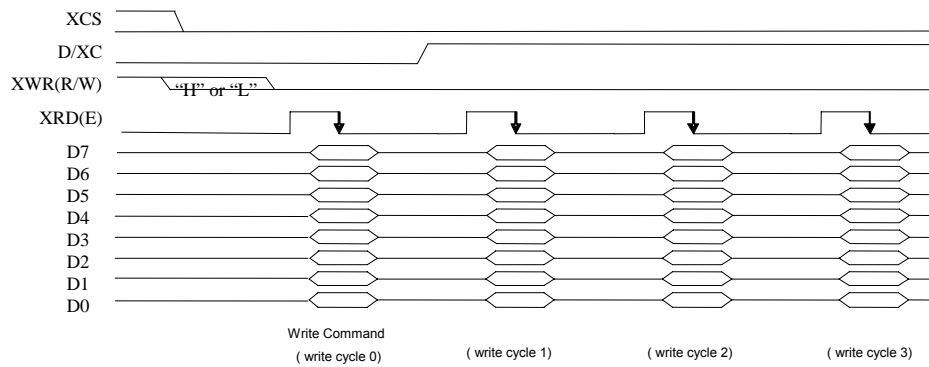 XCS
D/XC
XWR(R/W) "H" or "L"
XRD(E)
D7
D6
D5
D4
D3
D2
D1
D0
Write Command
( write cycle 0) ( write cycle 1) ( write cycle 2) ( write cycle 3)